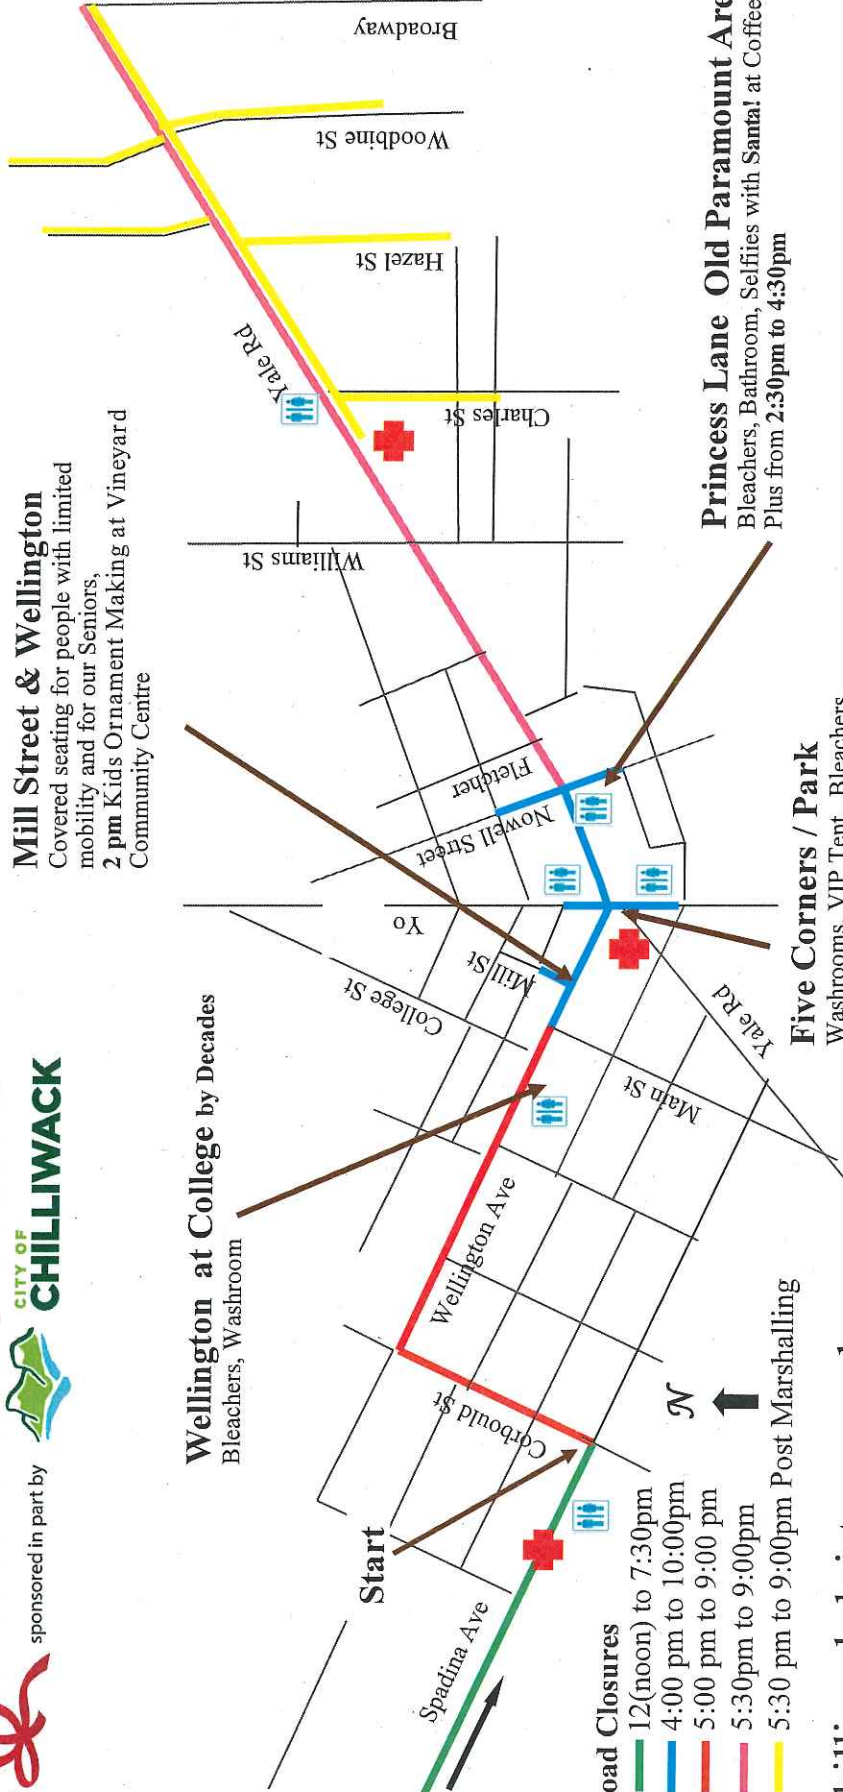 sponsored in part by
CITY OF
CHILLIWACK
Mill Street & Wellington
Covered seating for people with limited
mobility and for our Seniors,
2 pm Kids Ornament Making at Vineyard
Community Centre
Wellington at College by Decades
Bleachers, Washroom
Start
Spadina Ave
Corbould St
Wellington Ave
College St
Main St
Mill St
Yo
Yale Rd
Nowell Street
Fletcher
Williams St
Yale Rd
Charles St
Hazel St
Woodbine St
Broadway
Princess Lane Old Paramount Are
Bleachers, Bathroom, Selfiies with Santa! at Coffee
Plus from 2:30pm to 4:30pm
Five Corners / Park
Washrooms, VIP Tent, Bleachers
N
oad Closures
12(noon) to 7:30pm
4:00 pm to 10:00pm
5:00 pm to 9:00 pm
5:30pm to 9:00pm
5:30 pm to 9:00pm Post Marshalling